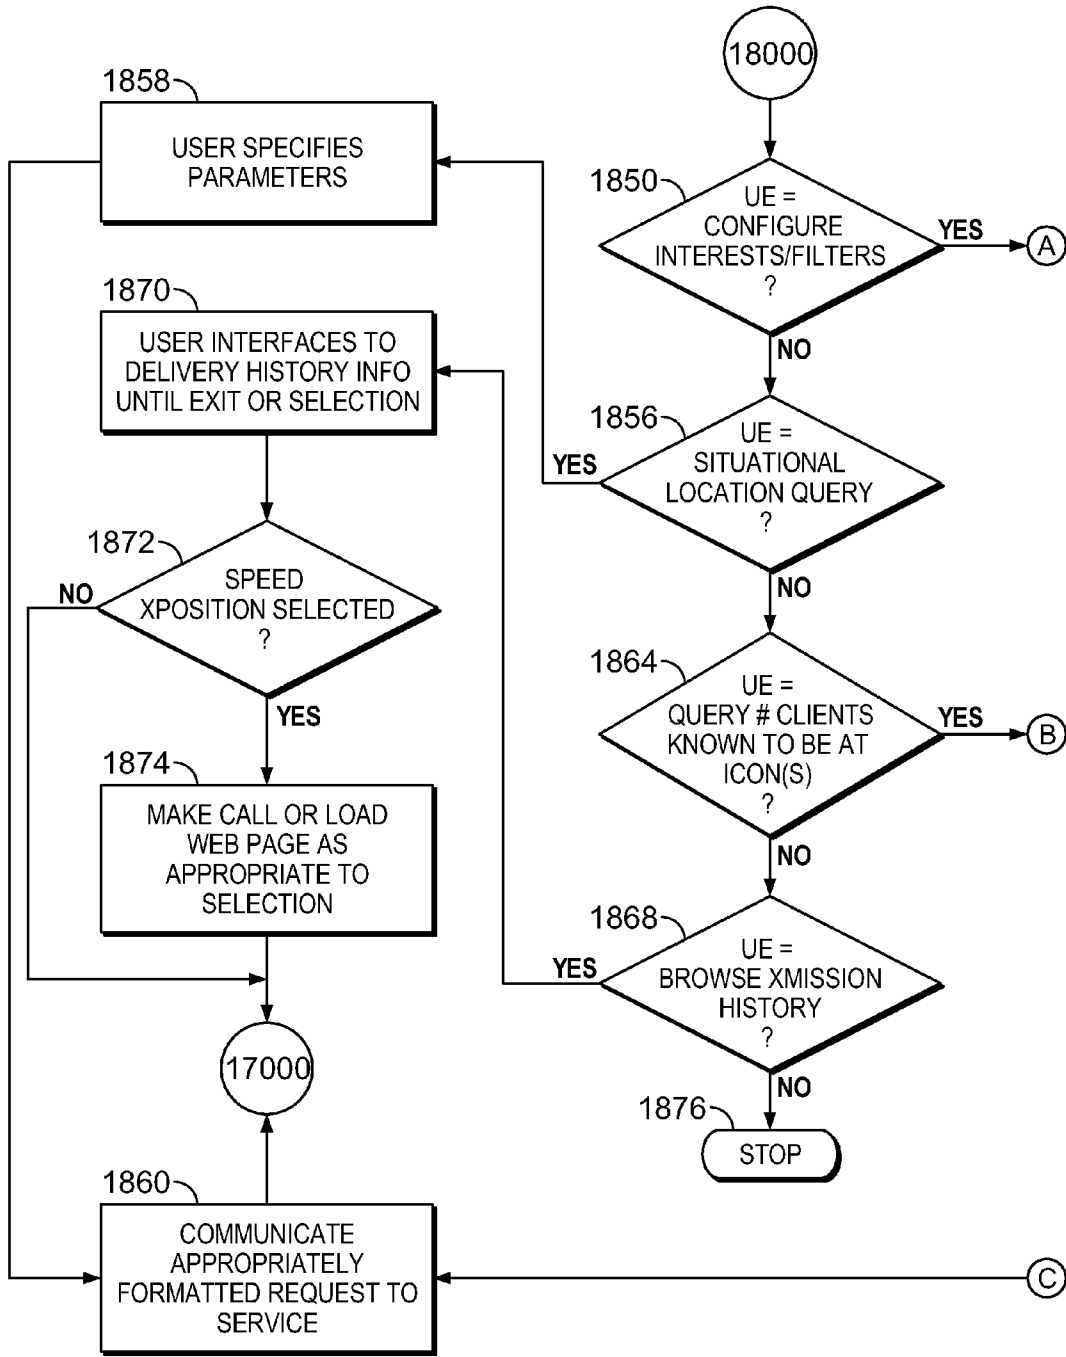 18000
1858
USER SPECIFIES
PARAMETERS
1850
UE =
CONFIGURE
INTERESTS/FILTERS
?
YES
A
NO
1870
USER INTERFACES TO
DELIVERY HISTORY INFO
UNTIL EXIT OR SELECTION
1856
UE =
SITUATIONAL
LOCATION QUERY
?
YES
NO
1872
SPEED
XPOSITION SELECTED
?
NO
YES
1864
UE =
QUERY # CLIENTS
KNOWN TO BE AT
ICON(S)
?
YES
B
NO
1874
MAKE CALL OR LOAD
WEB PAGE AS
APPROPRIATE TO
SELECTION
1868
UE =
BROWSE XMISSION
HISTORY
?
YES
NO
17000
1876
STOP
1860
COMMUNICATE
APPROPRIATELY
FORMATTED REQUEST TO
SERVICE
C